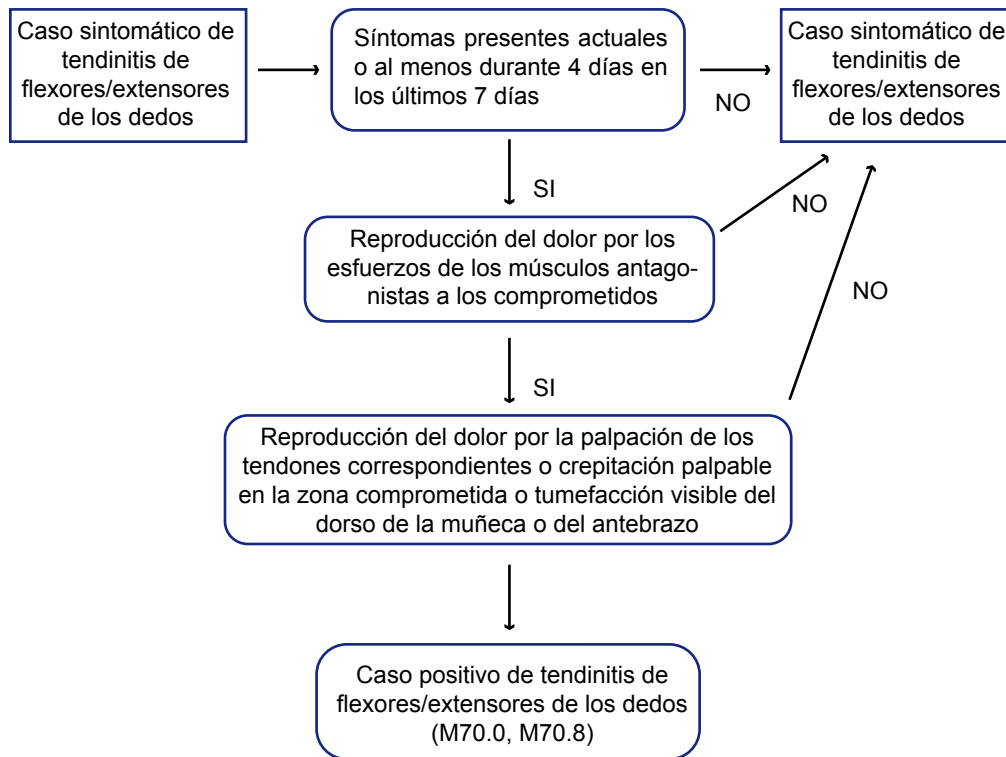 Caso sintomático de
tendinitis de
flexores/extensores
de los dedos
Síntomas presentes actuales
o al menos durante 4 días en
los últimos 7 días
NO
Caso sintomático de
tendinitis de
flexores/extensores
de los dedos
SI
NO
Reproducción del dolor por los
esfuerzos de los músculos antago-
nistas a los comprometidos
NO
SI
Reproducción del dolor por la palpación de los
tendones correspondientes o crepitación palpable
en la zona comprometida o tumefacción visible del
dorso de la muñeca o del antebrazo
Caso positivo de tendinitis de
flexores/extensores de los dedos
(M70.0, M70.8)